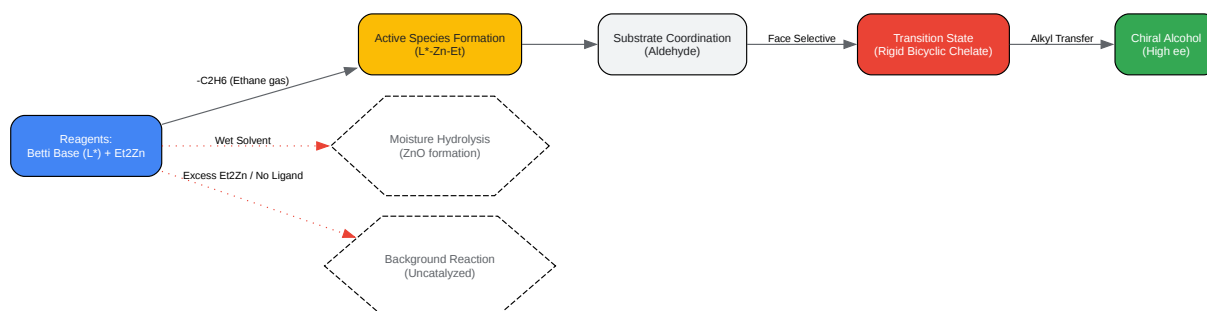 Active Species Formation
(L*-Zn-Et)
Substrate Coordination
(Aldehyde)
Face Selective
Transition State
(Rigid Bicyclic Chelate)
Alkyl Transfer
Chiral Alcohol
(High ee)
-C2H6 (Ethane gas)
Reagents:
Betti Base (L*) + Et2Zn
Wet Solvent
Moisture Hydrolysis
(ZnO formation)
Excess Et2Zn / No Ligand
Background Reaction
(Uncatalyzed)